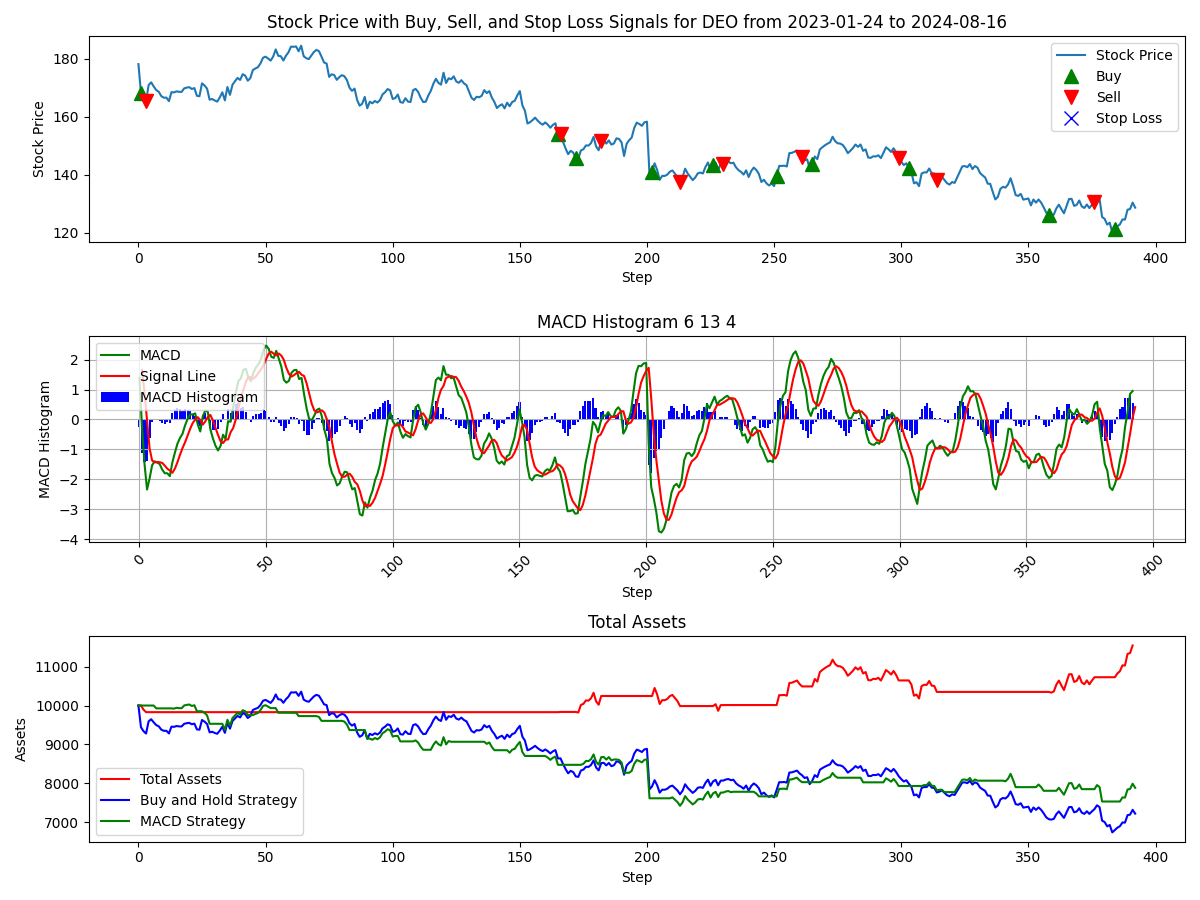 Stock Price with Buy, Sell, and Stop Loss Signals for DEO from 2023-01-24 to 2024-08-16
Stock Price
180
160
140
120
Stock Price
Buy
Sell
Stop Loss
0 50 100 150 200 250 300 350 400
Step
MACD Histogram 6 13 4
MACD Histogram
2
1
0
−1
−2
−3
−4
MACD
Signal Line
MACD Histogram
0 50 100 150 200 250 300 350 400
Step
Total Assets
Assets
11000
10000
9000
8000
7000
Total Assets
Buy and Hold Strategy
MACD Strategy
0 50 100 150 200 250 300 350 400
Step